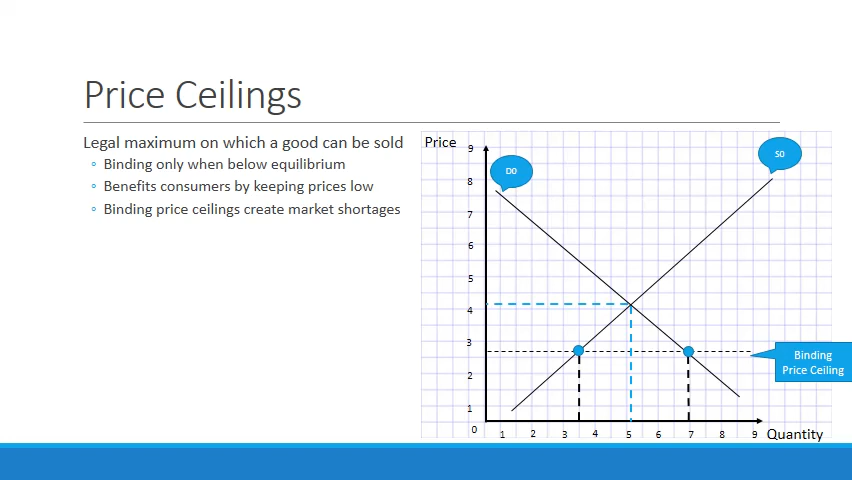 Price Ceilings
Legal maximum on which a good can be sold
◦ Binding only when below equilibrium
◦ Benefits consumers by keeping prices low
◦ Binding price ceilings create market shortages
Price
9
8
7
6
5
4
3
2
1
0
D0
S0
Binding
Price Ceiling
1 2 3 4 5 6 7 8 9 Quantity